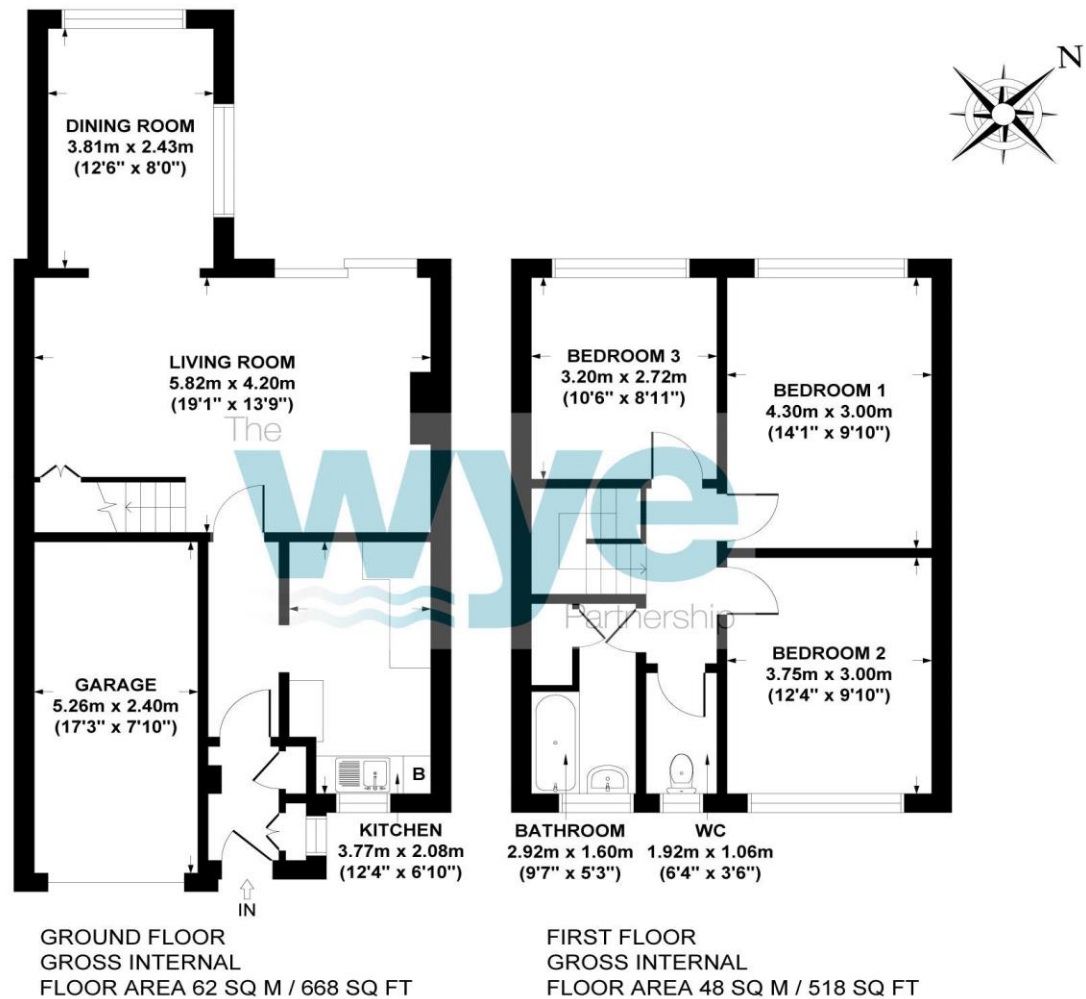 N
DINING ROOM
3.81m x 2.43m
(12'6" x 8'0")
LIVING ROOM
5.82m x 4.20m
(19'1" x 13'9")
BEDROOM 3
3.20m x 2.72m
(10'6" x 8'11")
BEDROOM 1
4.30m x 3.00m
(14'1" x 9'10")
The
wye
Partnership
GARAGE
5.26m x 2.40m
(17'3" x 7'10")
BEDROOM 2
3.75m x 3.00m
(12'4" x 9'10")
B
KITCHEN
3.77m x 2.08m
(12'4" x 6'10")
BATHROOM
2.92m x 1.60m
(9'7" x 5'3")
WC
1.92m x 1.06m
(6'4" x 3'6")
IN
GROUND FLOOR
GROSS INTERNAL
FLOOR AREA 62 SQ M / 668 SQ FT
FIRST FLOOR
GROSS INTERNAL
FLOOR AREA 48 SQ M / 518 SQ FT